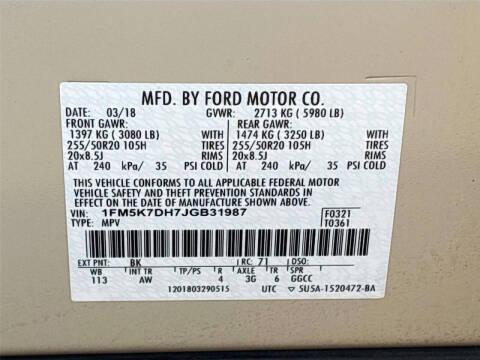 MFD. BY FORD MOTOR CO.
DATE: 03/18 GVWR: 2713 KG ( 5980 LB)
FRONT GAWR: REAR GAWR:
1397 KG ( 3080 LB) WITH 1474 KG ( 3250 LB) WITH
255/50R20 105H TIRES 255/50R20 105H TIRES
20x8.5J RIMS 20x8.5J RIMS
AT 240 kPa/ 35 PSI COLD AT 240 kPa/ 35 PSI COLD
THIS VEHICLE CONFORMS TO ALL APPLICABLE FEDERAL MOTOR
VEHICLE SAFETY AND THEFT PREVENTION STANDARDS IN
EFFECT ON THE DATE OF MANUFACTURE SHOWN ABOVE.
VIN: 1FM5K7DH7JGB31987 F0321
TYPE: MPV T0361
EXT PNT: BK RC: 71 DSO:
WB INT TR TP/PS R AXLE TR SPR
113 AW 4 3G 6 GGCC
1201803290515 UTC 5U5A-1520472-BA